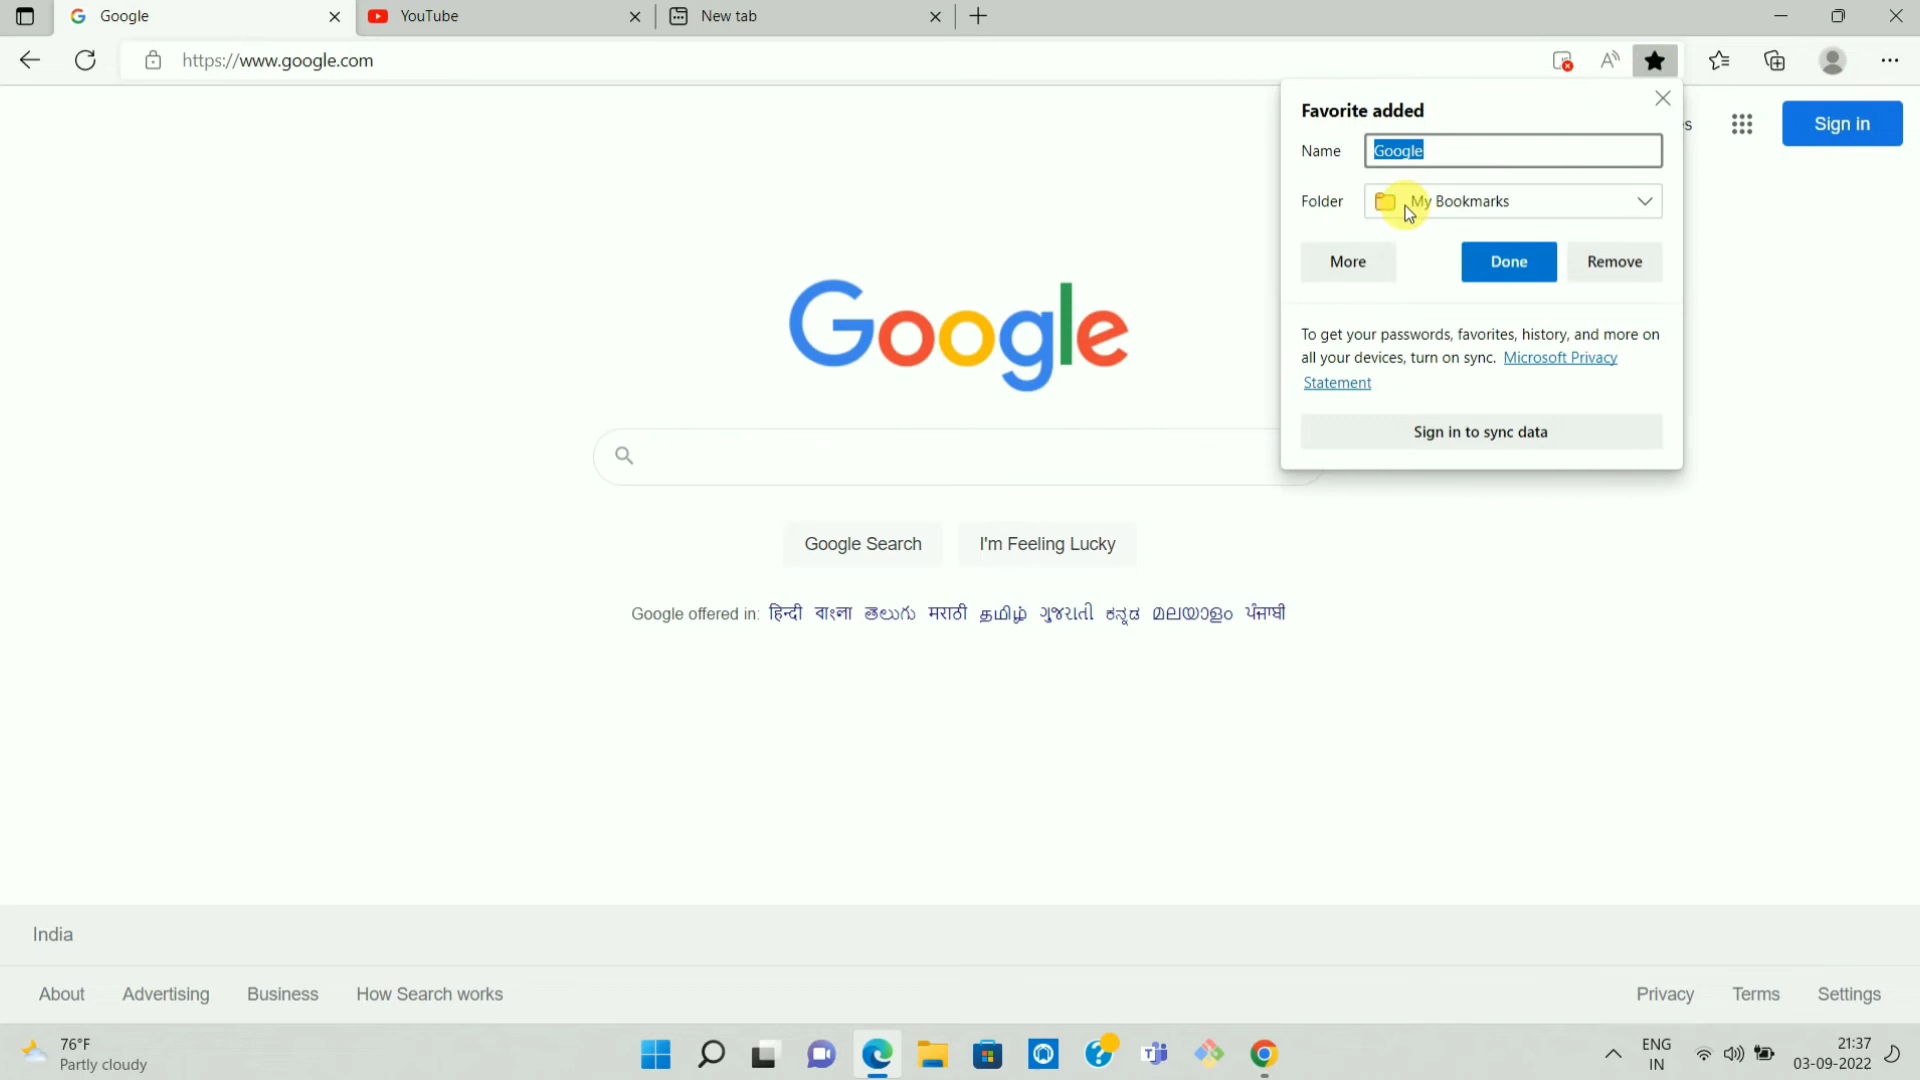 Google
YouTube
New tab
https://www.google.com
Favorite added
Name Google
Folder My Bookmarks
More Done Remove
To get your passwords, favorites, history, and more on
all your devices, turn on sync. Microsoft Privacy
Statement
Sign in to sync data
s
Sign in
Google
Google Search I'm Feeling Lucky
Google offered in: हिन्दी বাংলা తెలుగు मराठी தமிழ் ગુજરાતી ಕನ್ನಡ മലയാളം ਪੰਜਾਬੀ
India
About Advertising Business How Search works Privacy Terms Settings
76°F
Partly cloudy
ENG
IN
21:37
03-09-2022